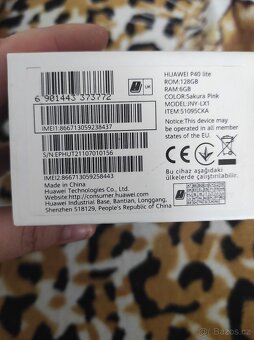 UK
HUAWEI P40 lite
ROM:128GB
RAM:6GB
COLOR:Sakura Pink
MODEL:JNY-LX1
ITEM:51095CXA
Notice:This device may
be operated in all member
states of the EU.
6 901443 373772
IMEI1:866713059238437
S/N:EPHUT21107010156
IMEI2:866713059258443
Made in China
Huawei Technologies Co., Ltd.
Website:http://consumer.huawei.com
Huawei Industrial Base, Bantian, Longgang,
Shenzhen 518129, People's Republic of China
CE
Bu cihaz aşağıdaki
ülkelerde kullanılabilir.
bazos.cz